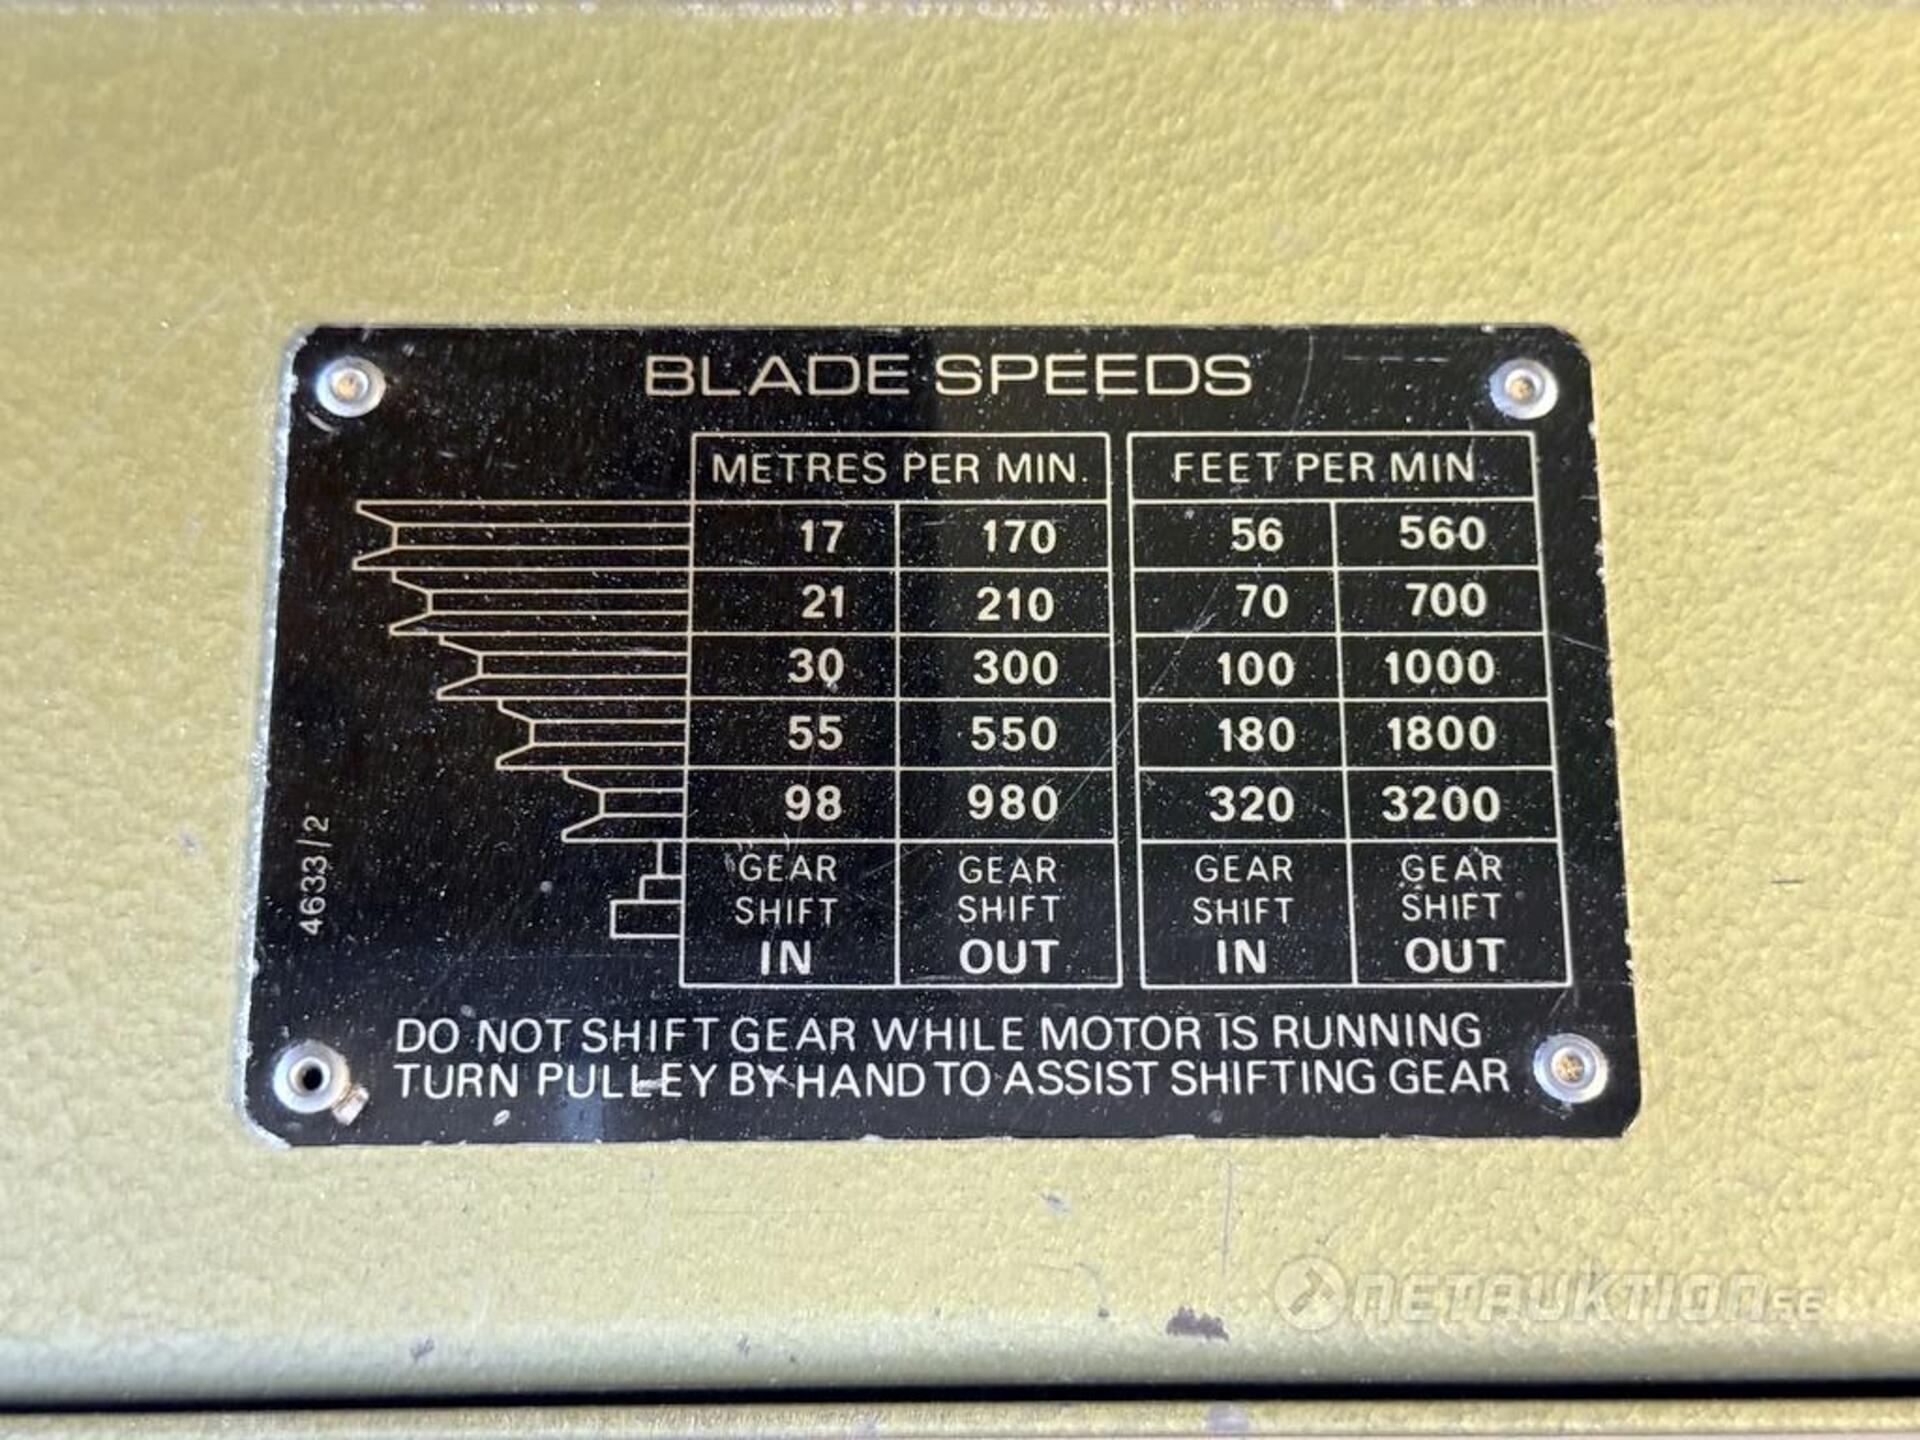 BLADE SPEEDS
METRES PER MIN. FEET PER MIN
17 170 56 560
21 210 70 700
30 300 100 1000
55 550 180 1800
98 980 320 3200
GEAR GEAR GEAR GEAR
SHIFT SHIFT SHIFT SHIFT
IN OUT IN OUT
4633/2
DO NOT SHIFT GEAR WHILE MOTOR IS RUNNING
TURN PULLEY BY HAND TO ASSIST SHIFTING GEAR
NETAUKTION.SE